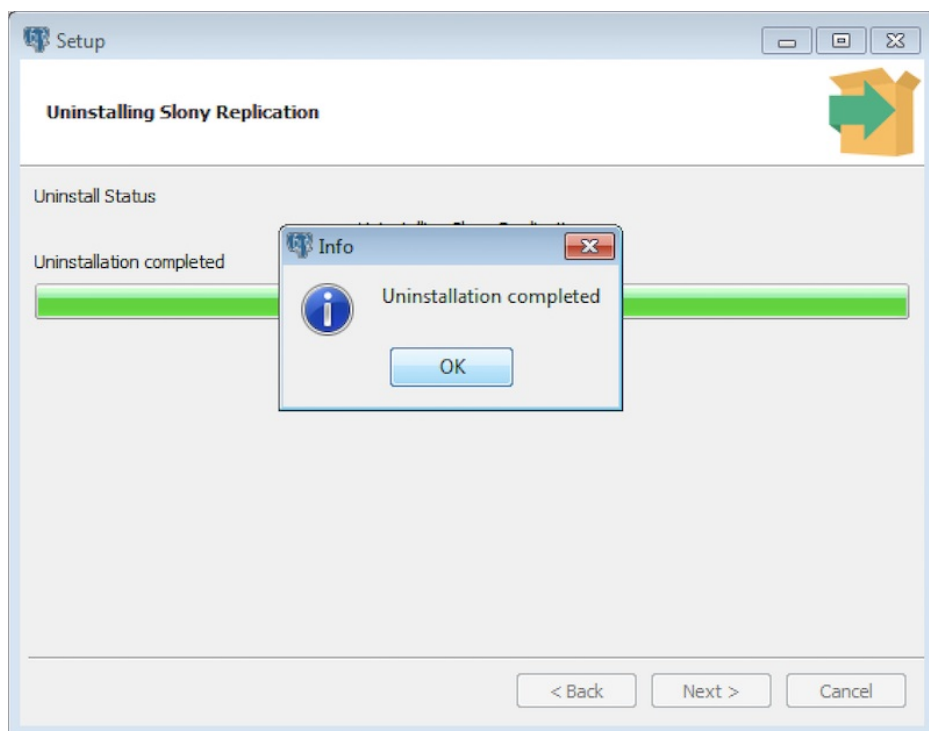 Setup
Uninstalling Slony Replication
Uninstall Status
Uninstallation completed
Info
Uninstallation completed
OK
< Back
Next >
Cancel